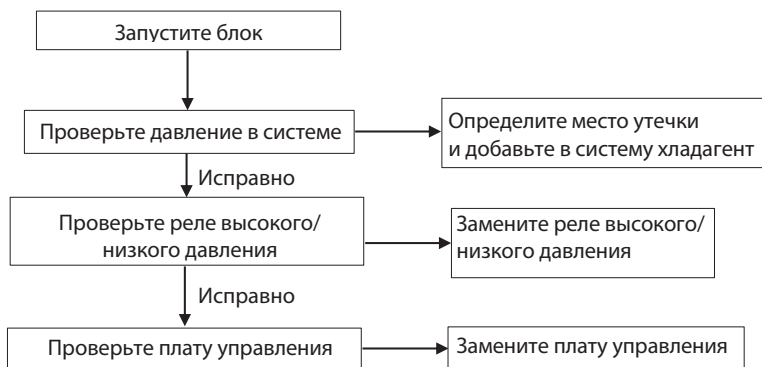 Запустите блок
Проверьте давление в системе
Определите место утечки
и добавьте в систему хладагент
Исправно
Проверьте реле высокого/
низкого давления
Замените реле высокого/
низкого давления
Исправно
Проверьте плату управления
Замените плату управления